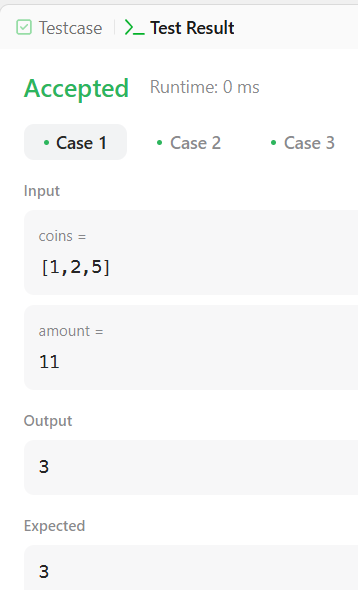 Testcase Test Result
Accepted Runtime: 0 ms
Case 1 Case 2 Case 3
Input
coins =
[1,2,5]
amount =
11
Output
3
Expected
3